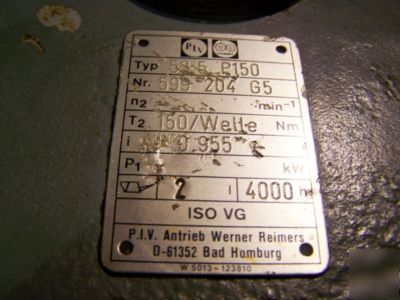 PIV
Typ 58.5 P150
Nr. 599 204 G5
n2 min-1
T2 150/Welle Nm
i 0.955
P1 kW
2 l 4000 h
ISO VG
P.I.V. Antrieb Werner Reimers
D-61352 Bad Homburg
W 5013-123810